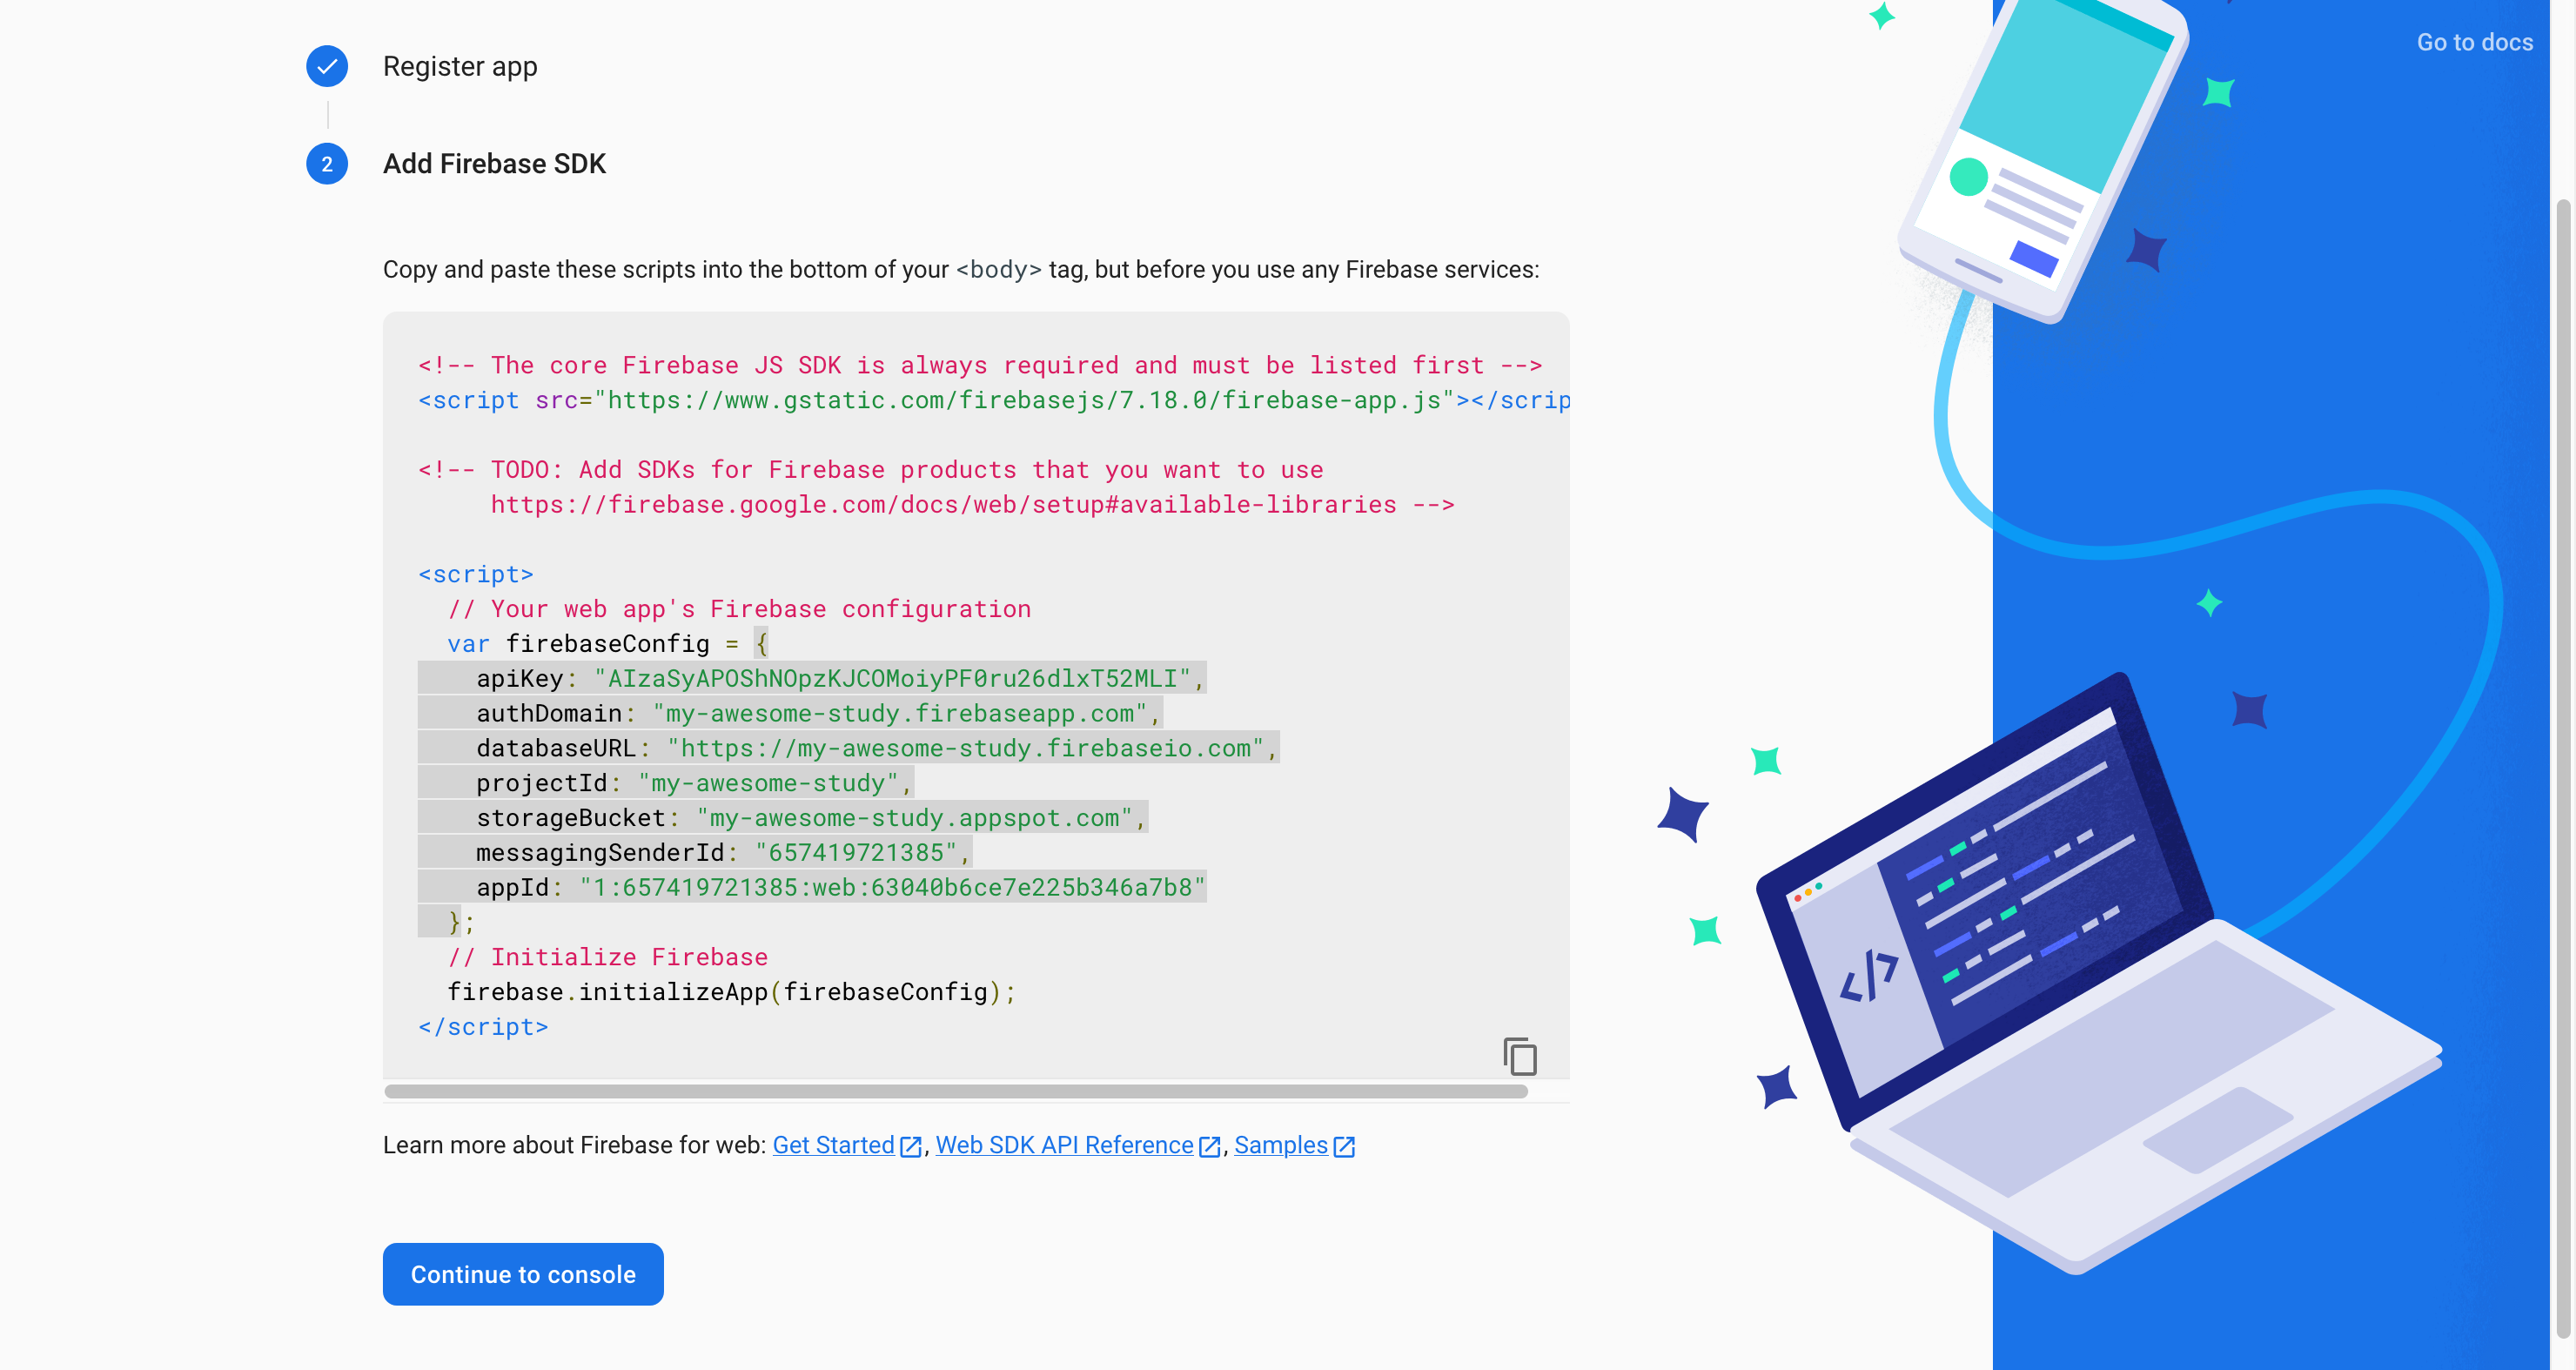 Go to docs
Register app
2
Add Firebase SDK
Copy and paste these scripts into the bottom of your <body> tag, but before you use any Firebase services:
<!-- The core Firebase JS SDK is always required and must be listed first -->
<script src="https://www.gstatic.com/firebasejs/7.18.0/firebase-app.js"></scrip
<!-- TODO: Add SDKs for Firebase products that you want to use
https://firebase.google.com/docs/web/setup#available-libraries -->
<script>
// Your web app's Firebase configuration
var firebaseConfig = {
apiKey: "AIzaSyAPOShNOpzKJCOMoiyPF0ru26dlxT52MLI",
authDomain: "my-awesome-study.firebaseapp.com",
databaseURL: "https://my-awesome-study.firebaseio.com",
projectId: "my-awesome-study",
storageBucket: "my-awesome-study.appspot.com",
messagingSenderId: "657419721385",
appId: "1:657419721385:web:63040b6ce7e225b346a7b8"
};
// Initialize Firebase
firebase.initializeApp(firebaseConfig);
</script>
Learn more about Firebase for web: Get Started, Web SDK API Reference, Samples
Continue to console
</>